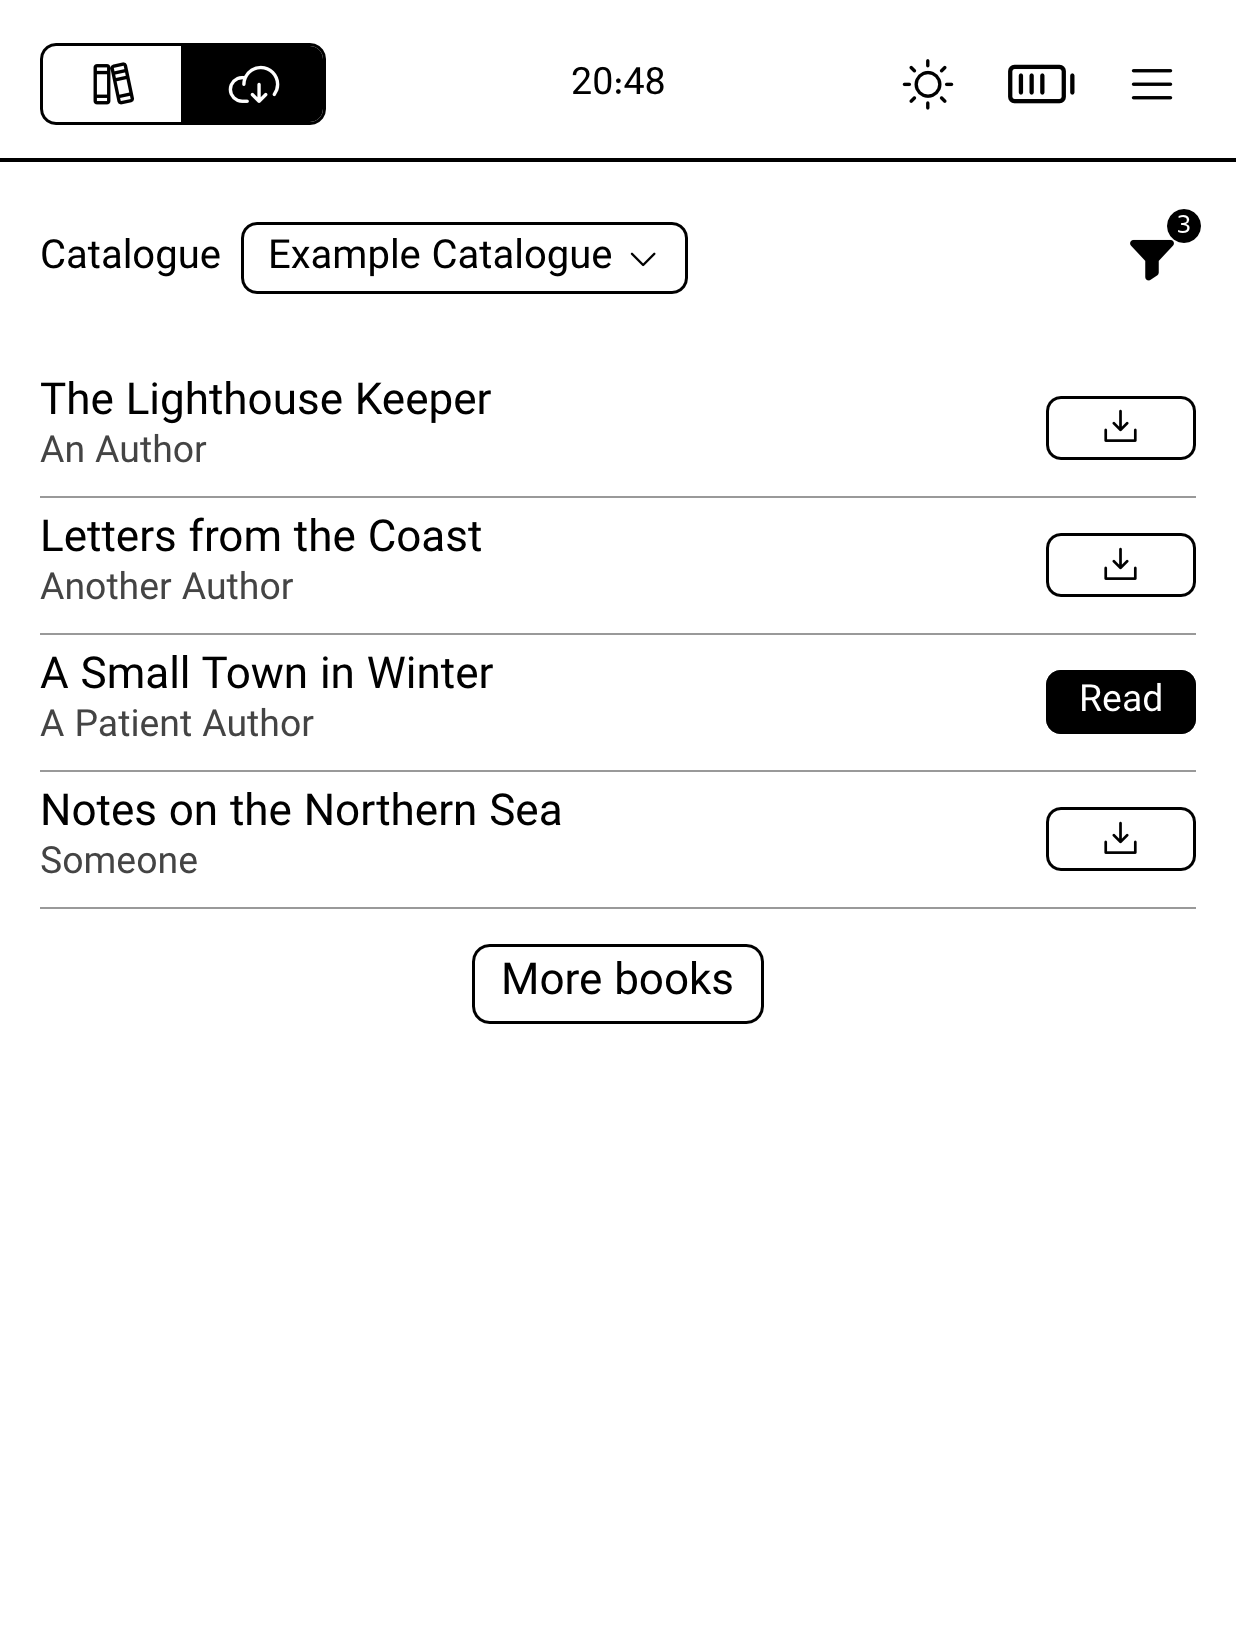 20:48
Catalogue Example Catalogue
3
The Lighthouse Keeper
An Author
Letters from the Coast
Another Author
A Small Town in Winter
A Patient Author
Read
Notes on the Northern Sea
Someone
More books